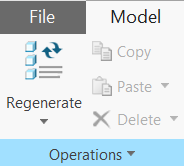 File Model
Regenerate
Copy
Paste
Delete
Operations